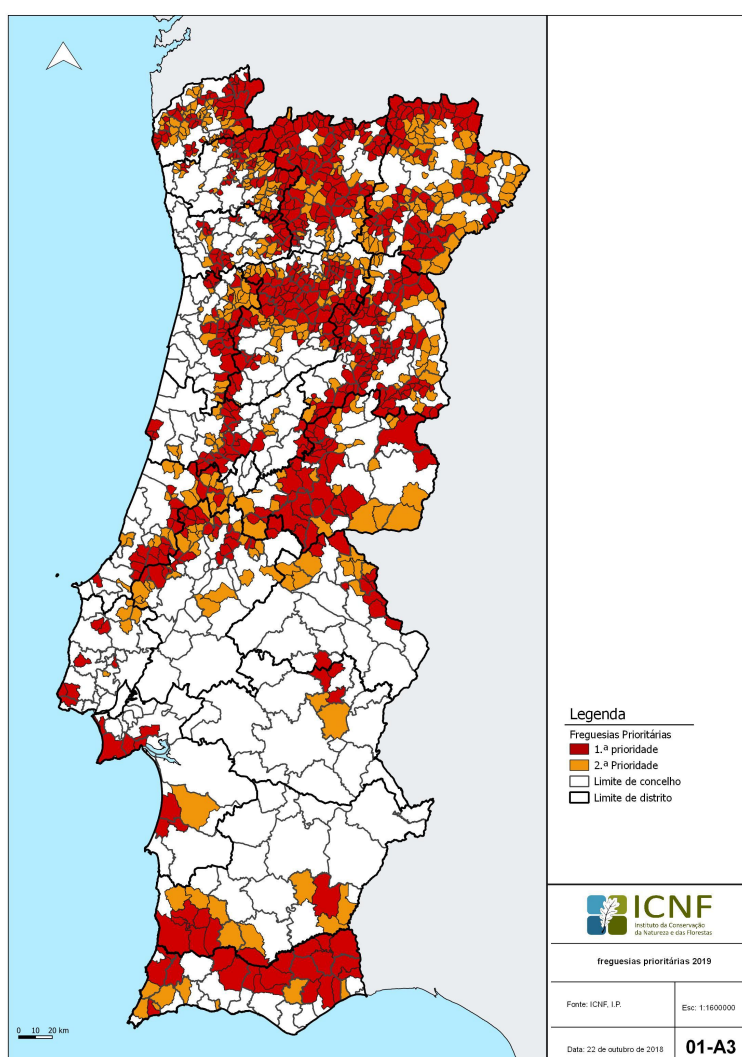 Legenda
Freguesias Prioritárias
1.ª prioridade
2.ª Prioridade
Limite de concelho
Limite de distrito
0 10 20 km
ICNF
Instituto da Conservação
da Natureza e das Florestas
freguesias prioritárias 2019
Fonte: ICNF, I.P.
Esc: 1:1600000
Data: 22 de outubro de 2018
01-A3